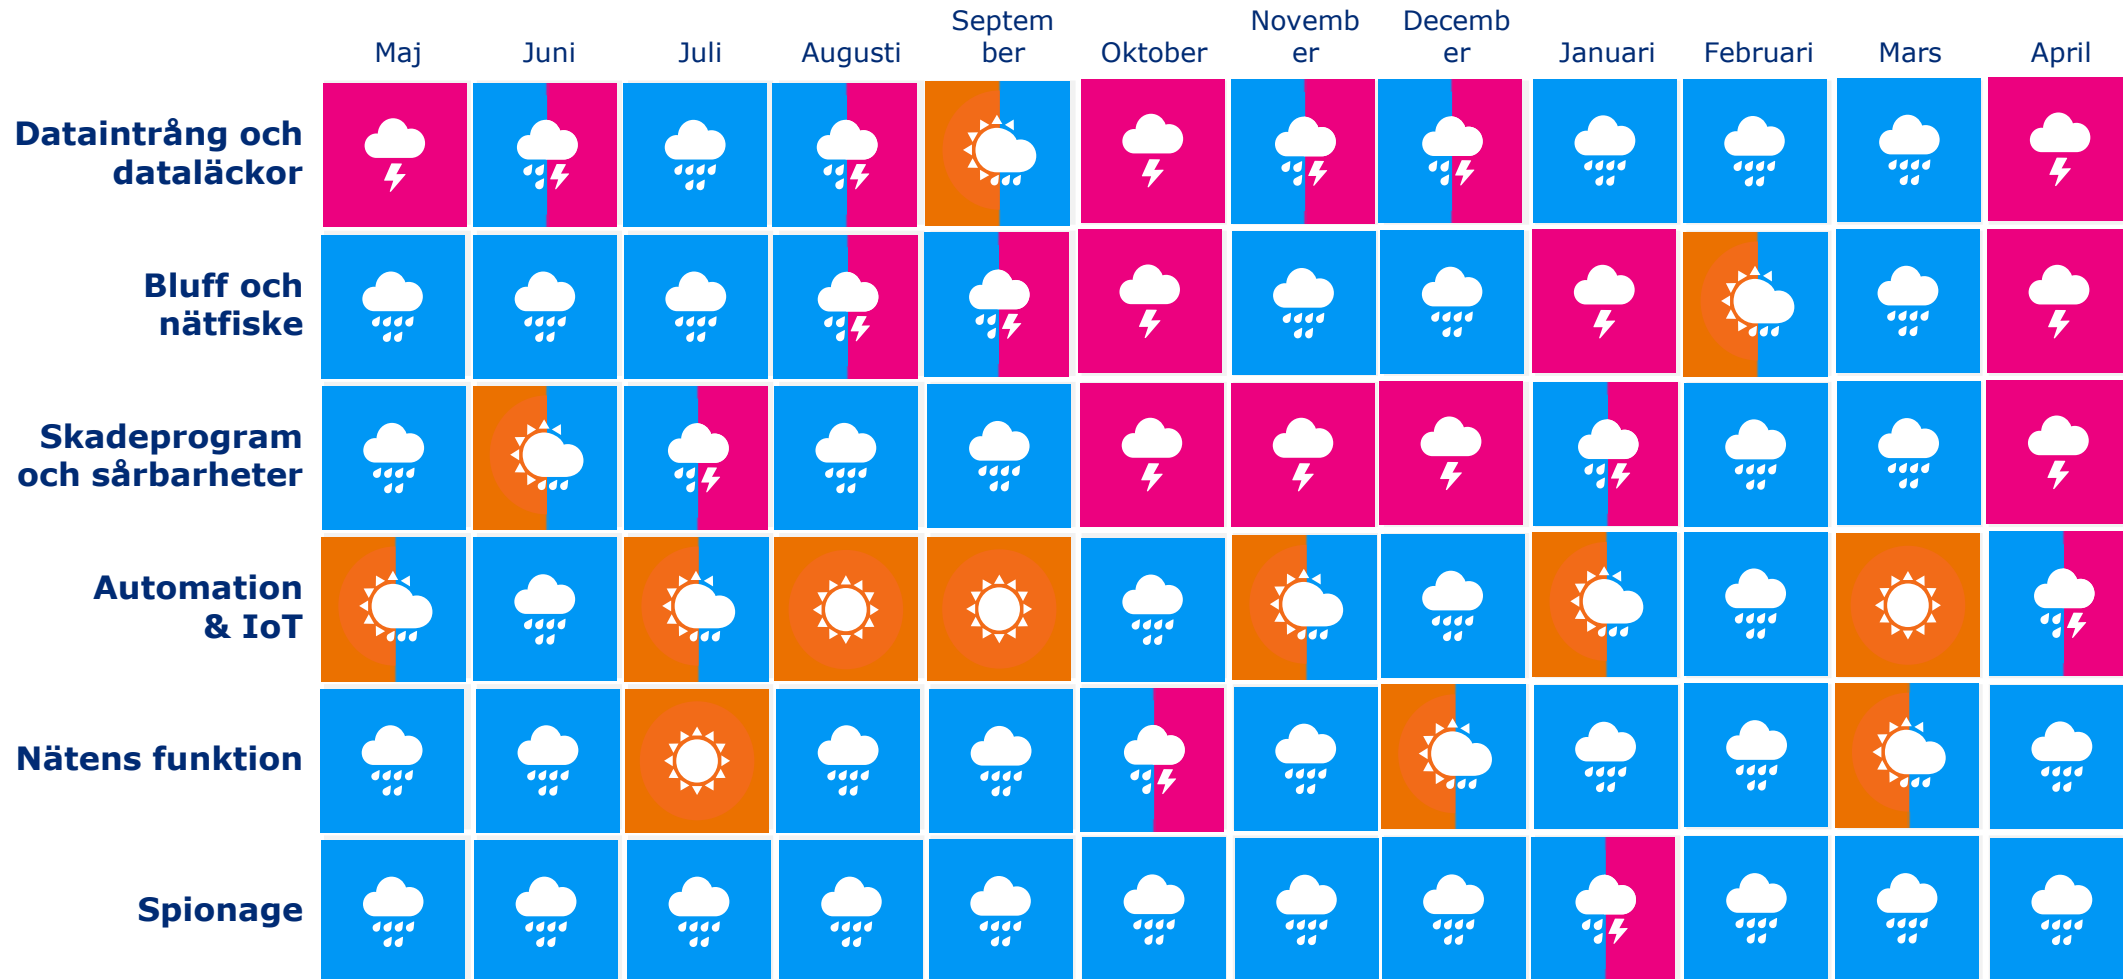 Septem Novemb Decemb
Maj Juni Juli Augusti ber Oktober er er Januari Februari Mars April
Dataintrång och
dataläckor
Bluff och
nätfiske
Skadeprogram
och sårbarheter
Automation
& IoT
Nätens funktion
Spionage